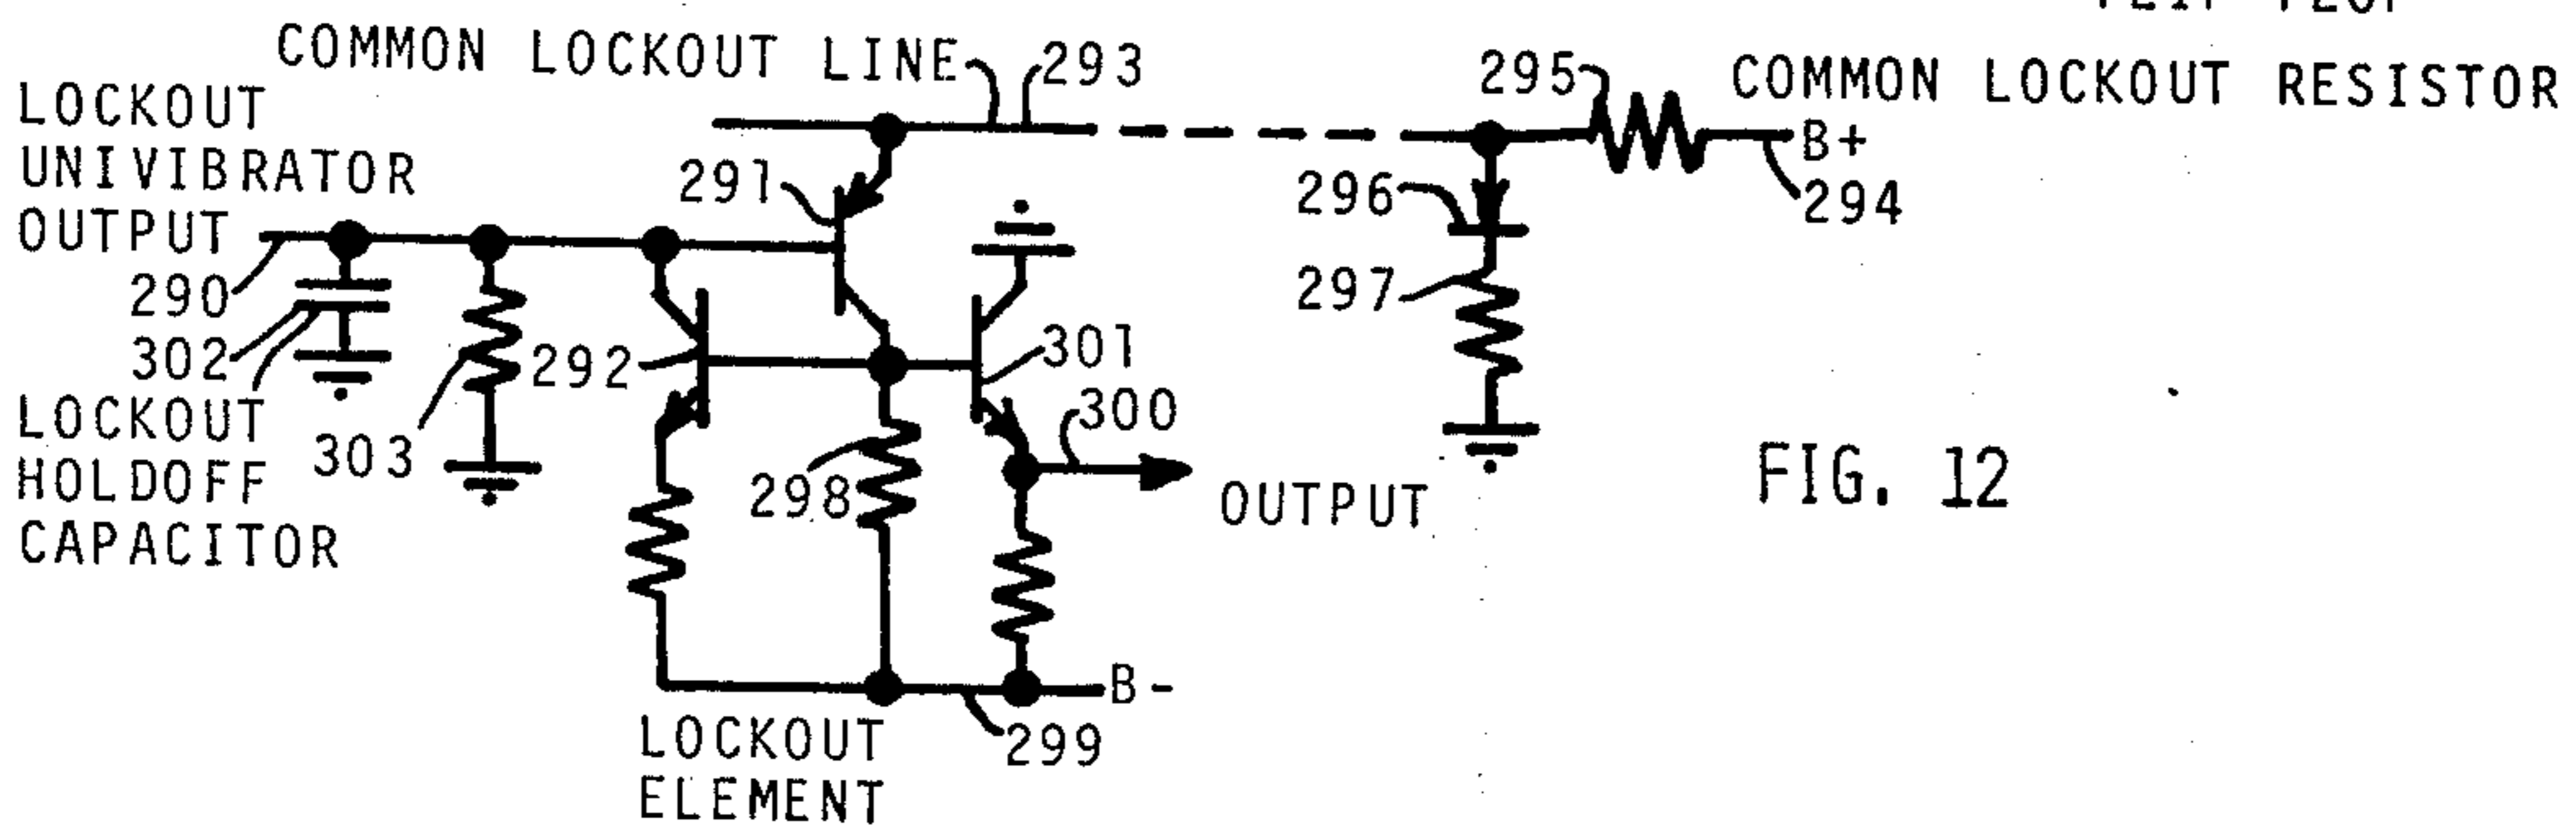 COMMON LOCKOUT LINE
293
295
COMMON LOCKOUT RESISTOR
LOCKOUT
UNIVIBRATOR
OUTPUT
290
291
B+
294
296
297
302
303
292
301
300
LOCKOUT
HOLDOFF
CAPACITOR
298
OUTPUT
FIG. 12
B-
299
LOCKOUT
ELEMENT